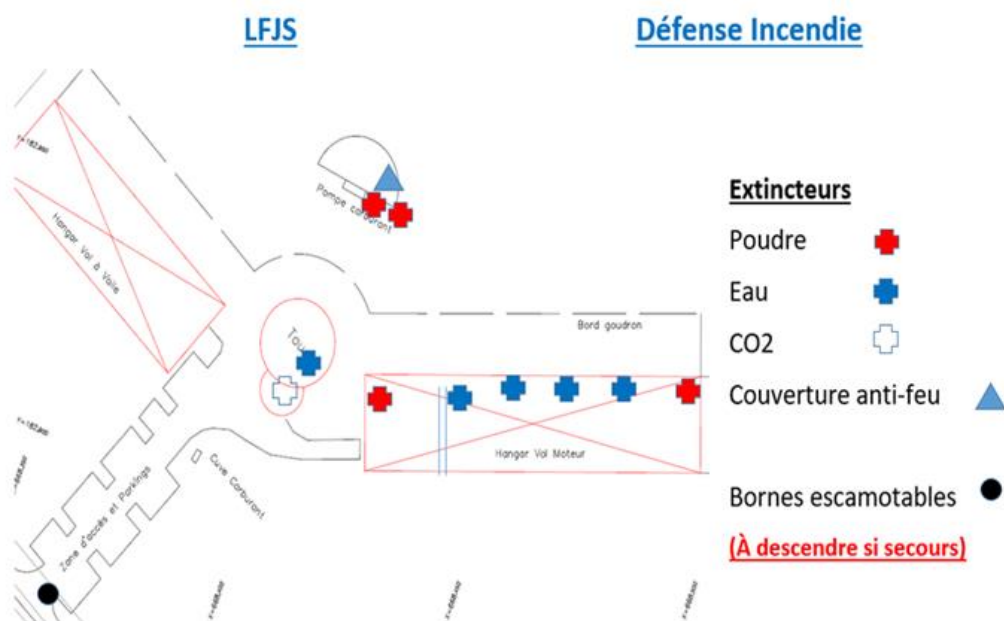 LFJS
Défense Incendie
Extincteurs
Poudre
Eau
CO2
Couverture anti-feu
Bornes escamotables
(À descendre si secours)
Hangar Vol à Voile
Pompe carburant
Tour
Bord goudron
Hangar Vol Moteur
Cuve Carburant
Zone d'accès et Parkings